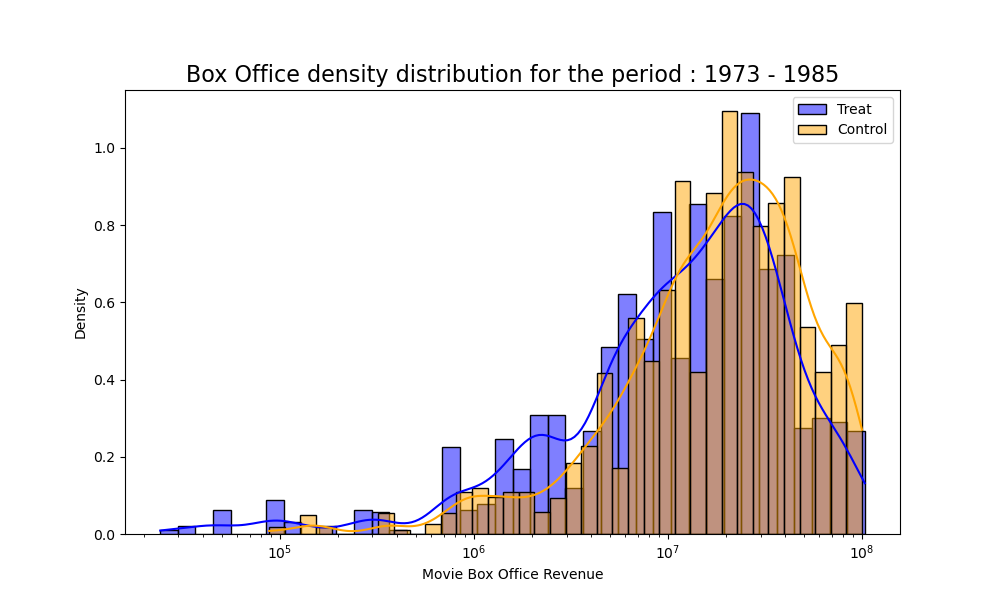 Box Office density distribution for the period : 1973 - 1985
Treat
Control
1.0
0.8
0.6
0.4
0.2
0.0
Density
10⁵
10⁶
10⁷
10⁸
Movie Box Office Revenue